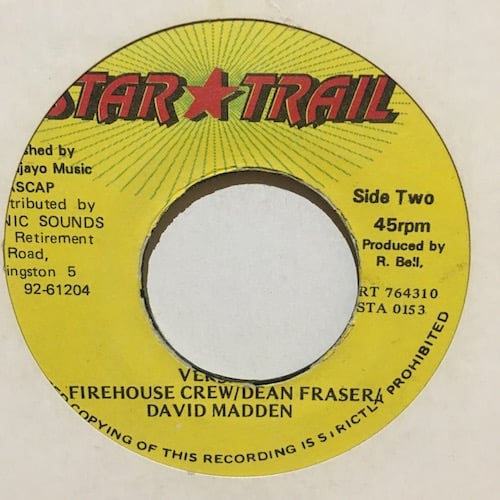 STAR TRAIL
shed by
jayo Music
ASCAP
tributed by
NIC SOUNDS
Retirement
Road,
ingston 5
92-61204
Side Two
45rpm
Produced by
R. Bell,
RT 764310
STA 0153
VERS
FIREHOUSE CREW/DEAN FRASER/
DAVID MADDEN
COPYING OF THIS RECORDING IS STRICTLY PROHIBITED